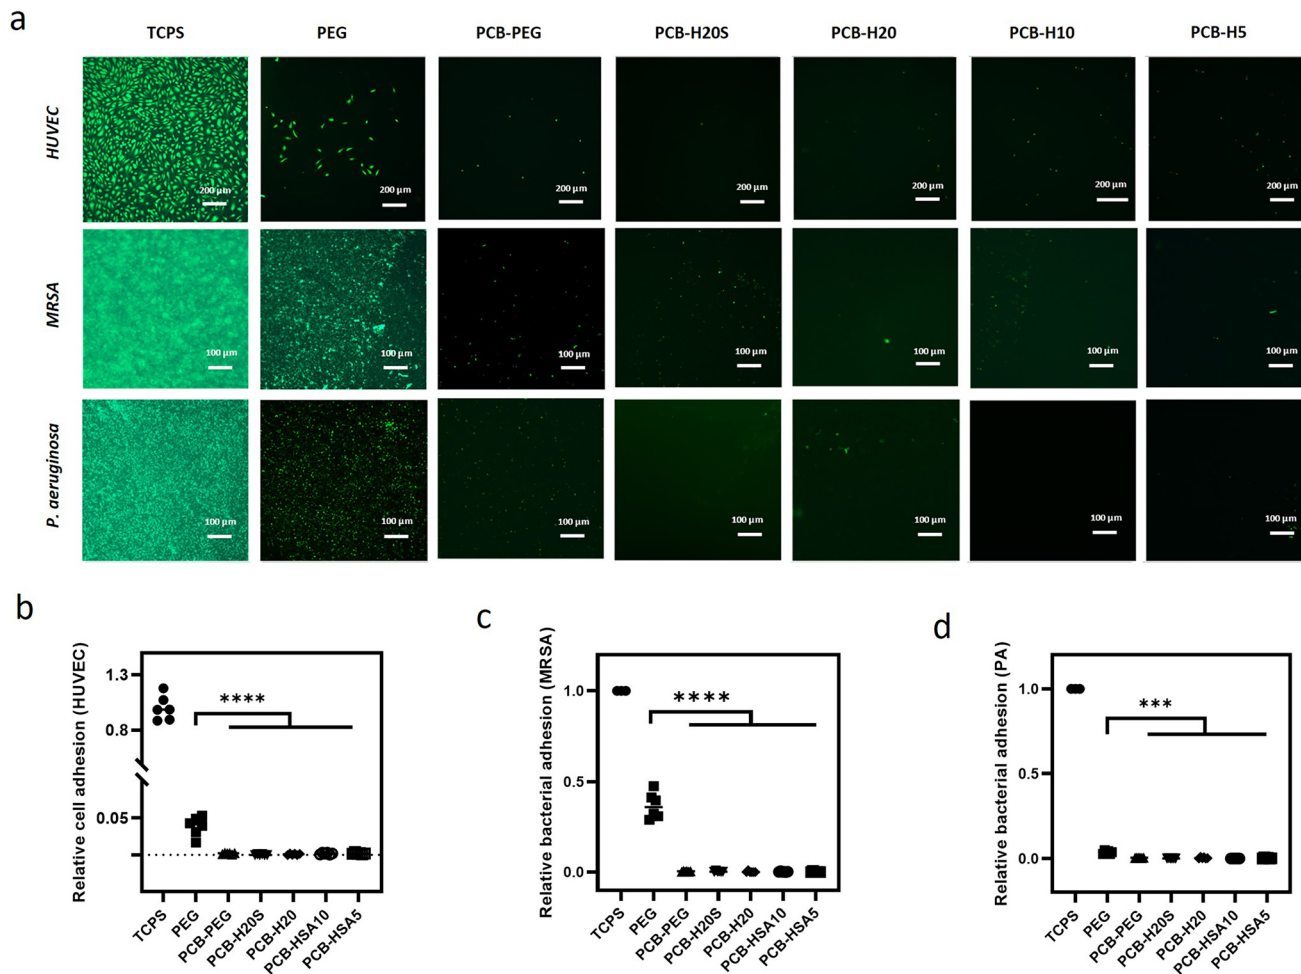 a
TCPS PEG PCB-PEG PCB-H20S PCB-H20 PCB-H10 PCB-H5
HUVEC
200 µm 200 µm 200 µm 200 µm 200 µm 200 µm 200 µm
MRSA
100 µm 100 µm 100 µm 100 µm 100 µm 100 µm 100 µm
P. aeruginosa
100 µm 100 µm 100 µm 100 µm 100 µm 100 µm 100 µm
b
Relative cell adhesion (HUVEC)
1.3
0.8
0.05
****
TCPS PEG PCB-PEG PCB-H20S PCB-H20 PCB-HSA10 PCB-HSA5
c
Relative bacterial adhesion (MRSA)
1.0
0.5
0.0
****
TCPS PEG PCB-PEG PCB-H20S PCB-H20 PCB-HSA10 PCB-HSA5
d
Relative bacterial adhesion (PA)
1.0
0.5
0.0
***
TCPS PEG PCB-PEG PCB-H20S PCB-H20 PCB-HSA10 PCB-HSA5